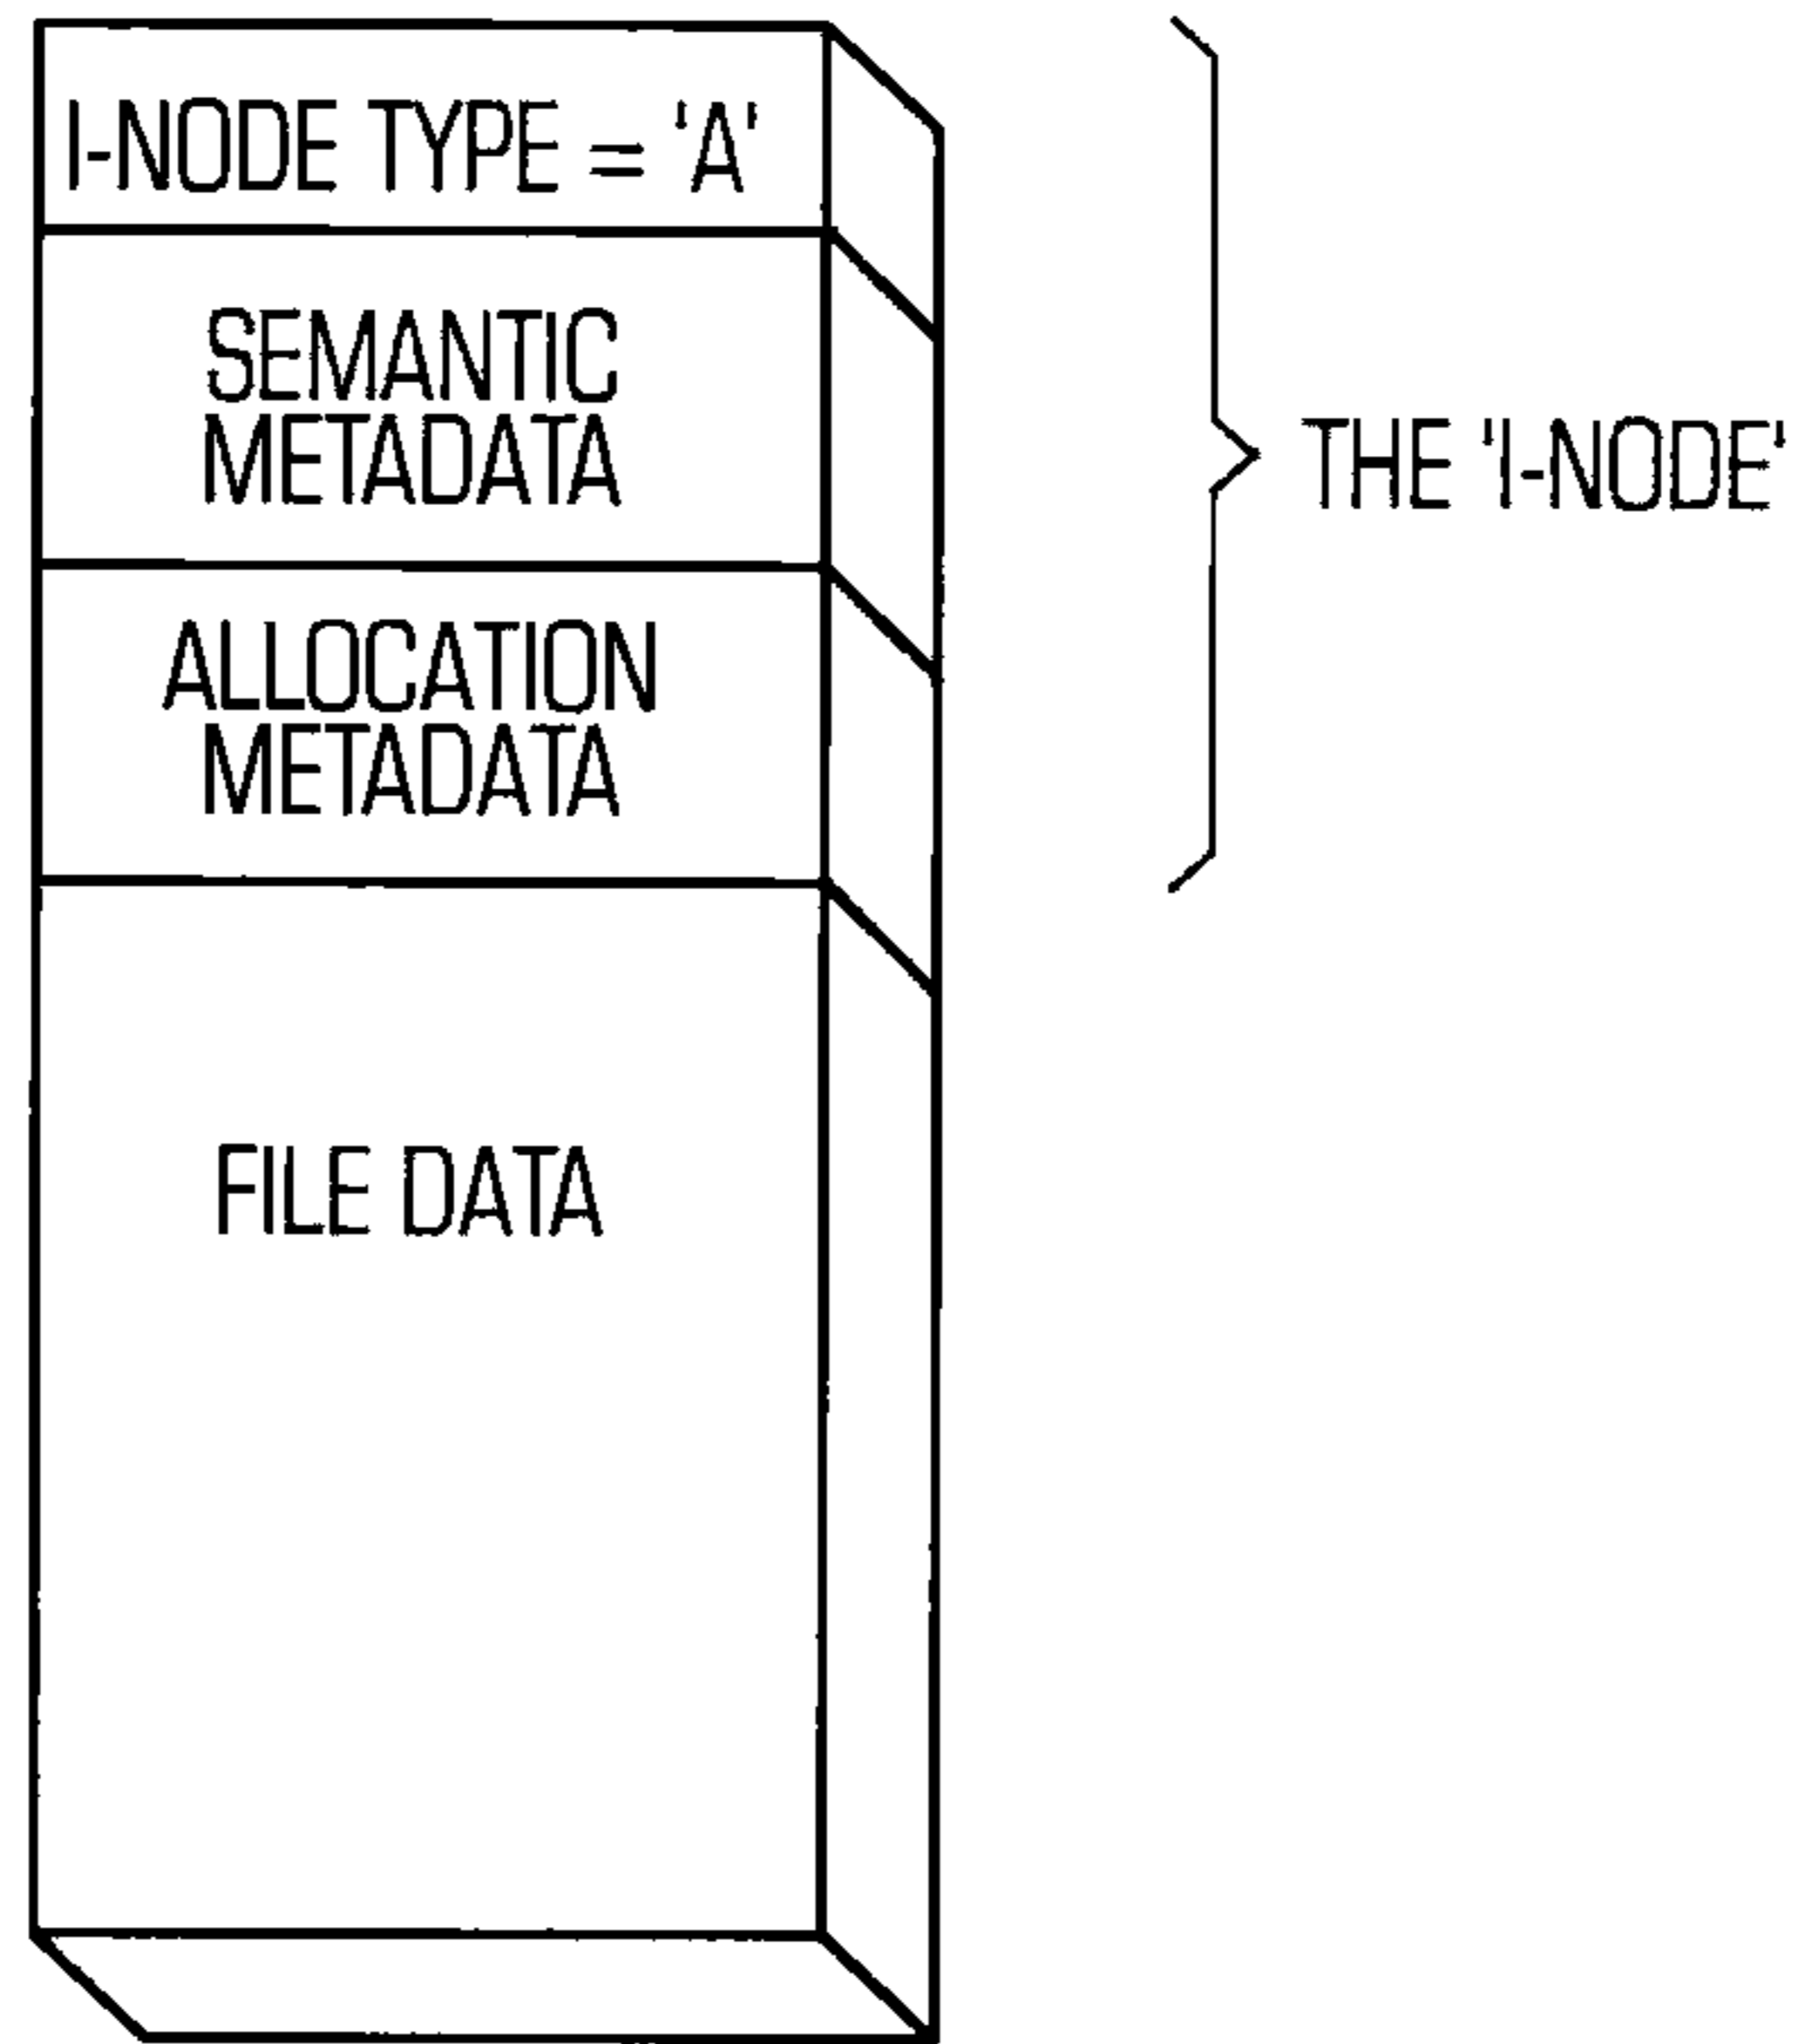 I-NODE TYPE = 'A'
SEMANTIC
METADATA
ALLOCATION
METADATA
FILE DATA
THE 'I-NODE'